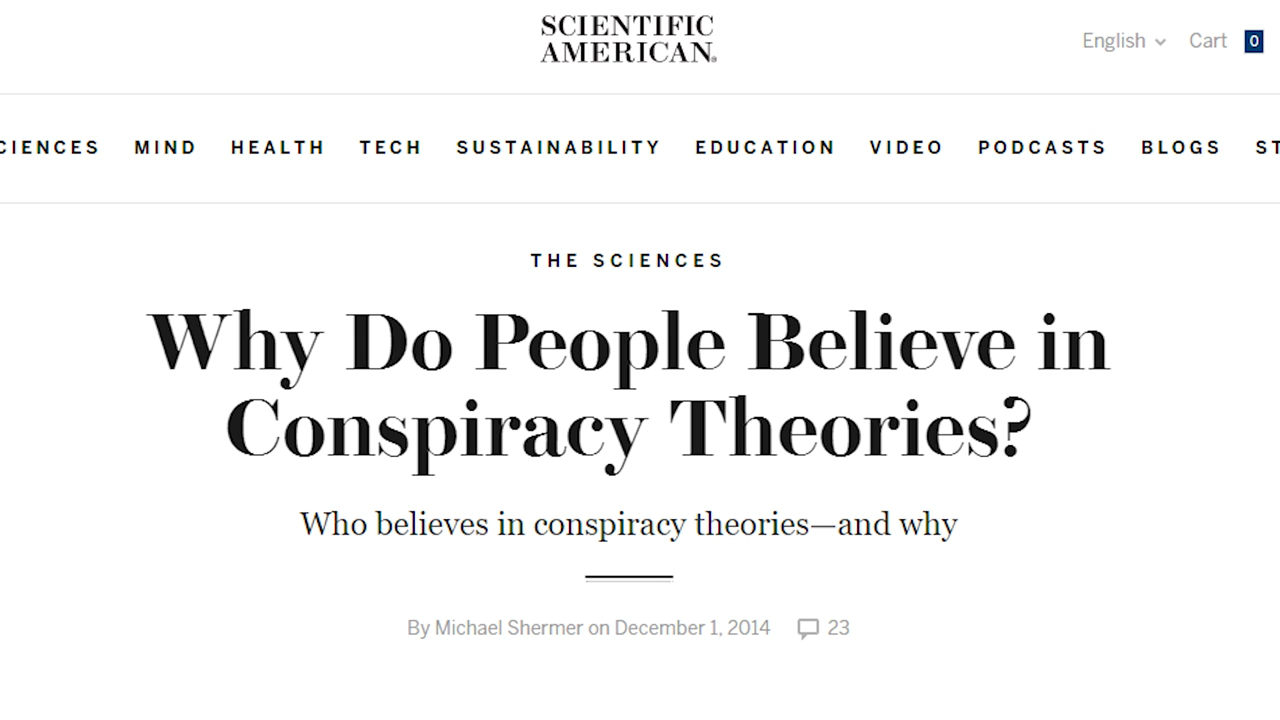 SCIENTIFIC
AMERICAN®
English Cart 0
CIENCES MIND HEALTH TECH SUSTAINABILITY EDUCATION VIDEO PODCASTS BLOGS ST
THE SCIENCES
Why Do People Believe in
Conspiracy Theories?
Who believes in conspiracy theories—and why
By Michael Shermer on December 1, 2014 23